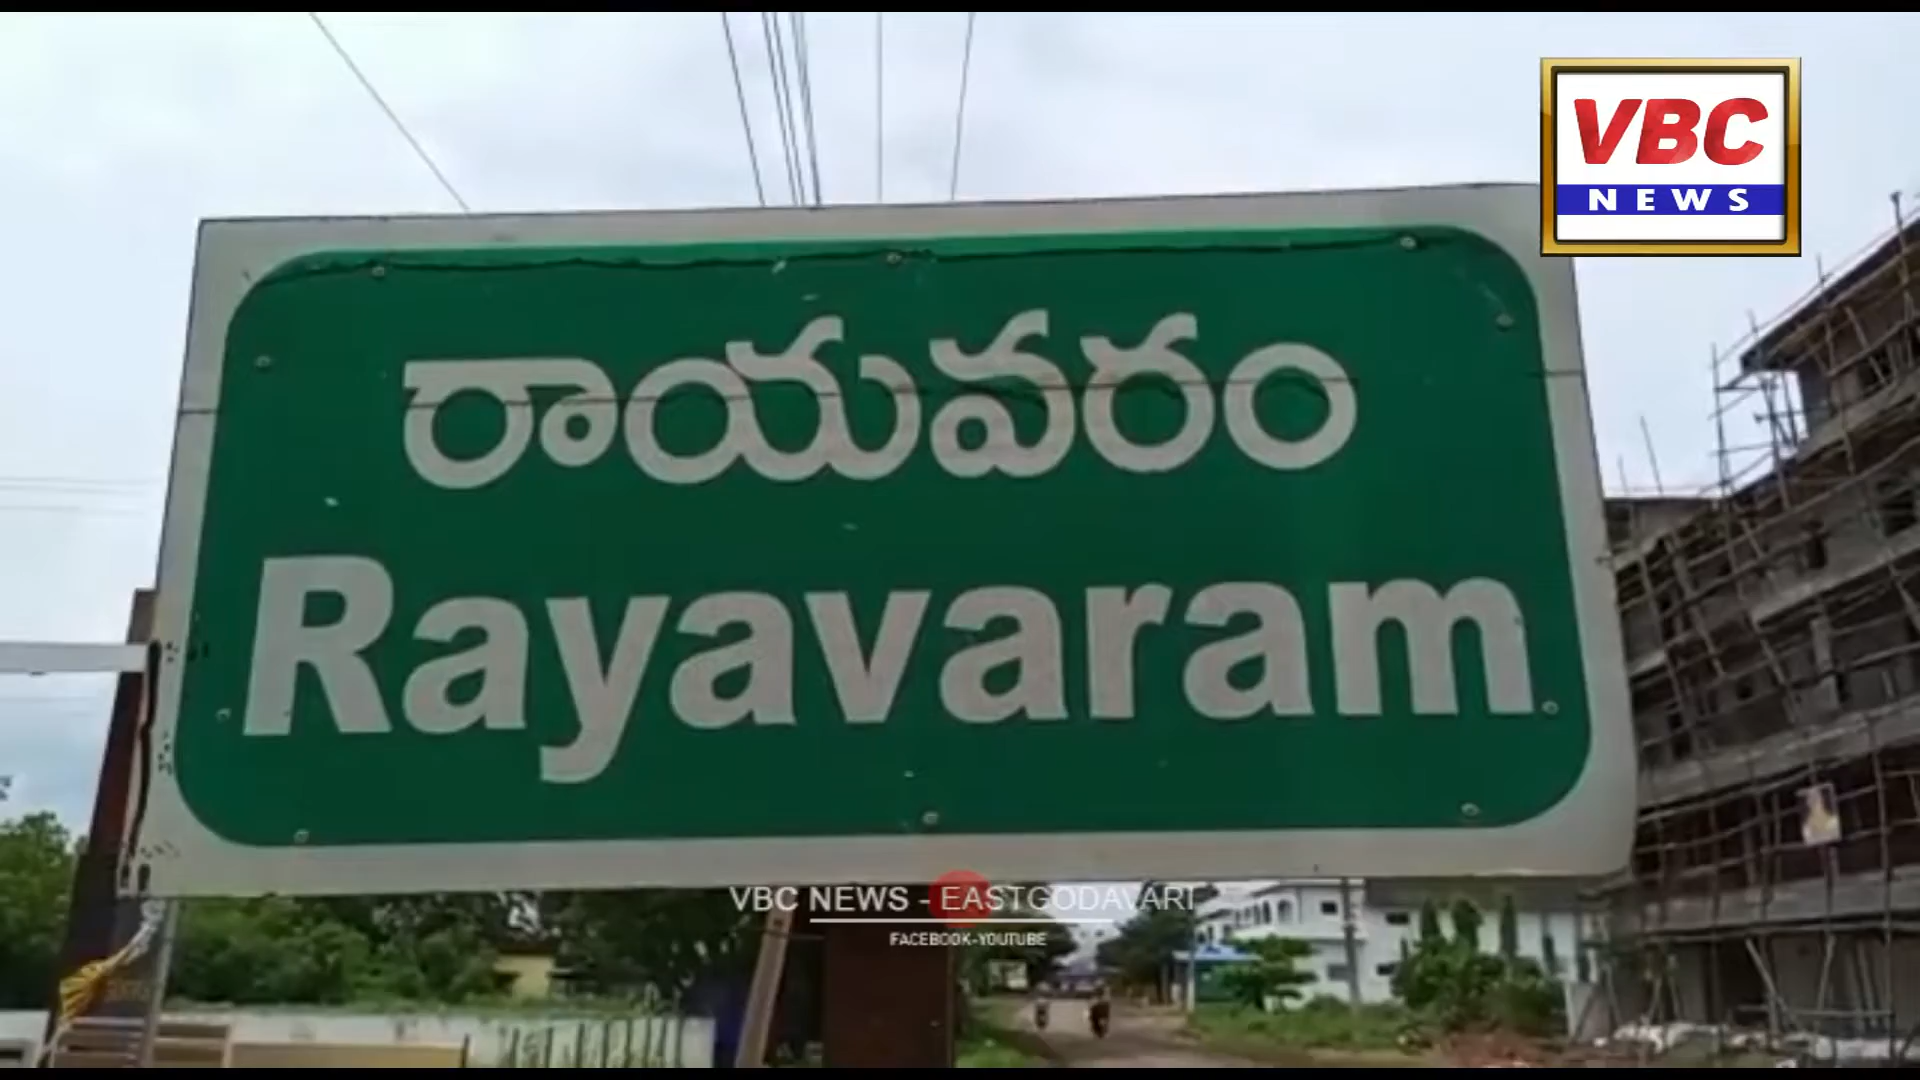 VBC
NEWS
రాయవరం
Rayavaram
VBC NEWS - EASTGODAVARI
FACEBOOK-YOUTUBE